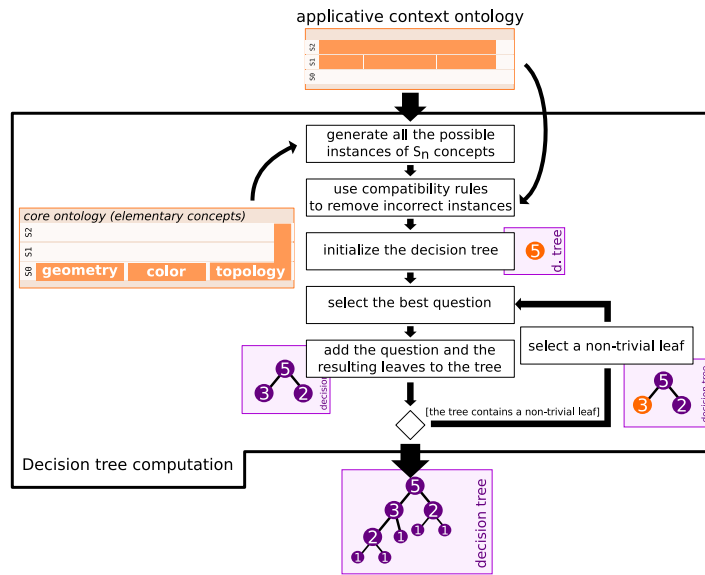 applicative context ontology
S2
S1
S0
generate all the possible
instances of Sn concepts
use compatibility rules
to remove incorrect instances
core ontology (elementary concepts)
S2
S1
S0
geometry
color
topology
initialize the decision tree
5
d. tree
select the best question
add the question and the
resulting leaves to the tree
select a non-trivial leaf
5
3
2
decision
5
3
2
decision tree
[the tree contains a non-trivial leaf]
Decision tree computation
5
3
2
2
1
1
1
1
1
decision tree